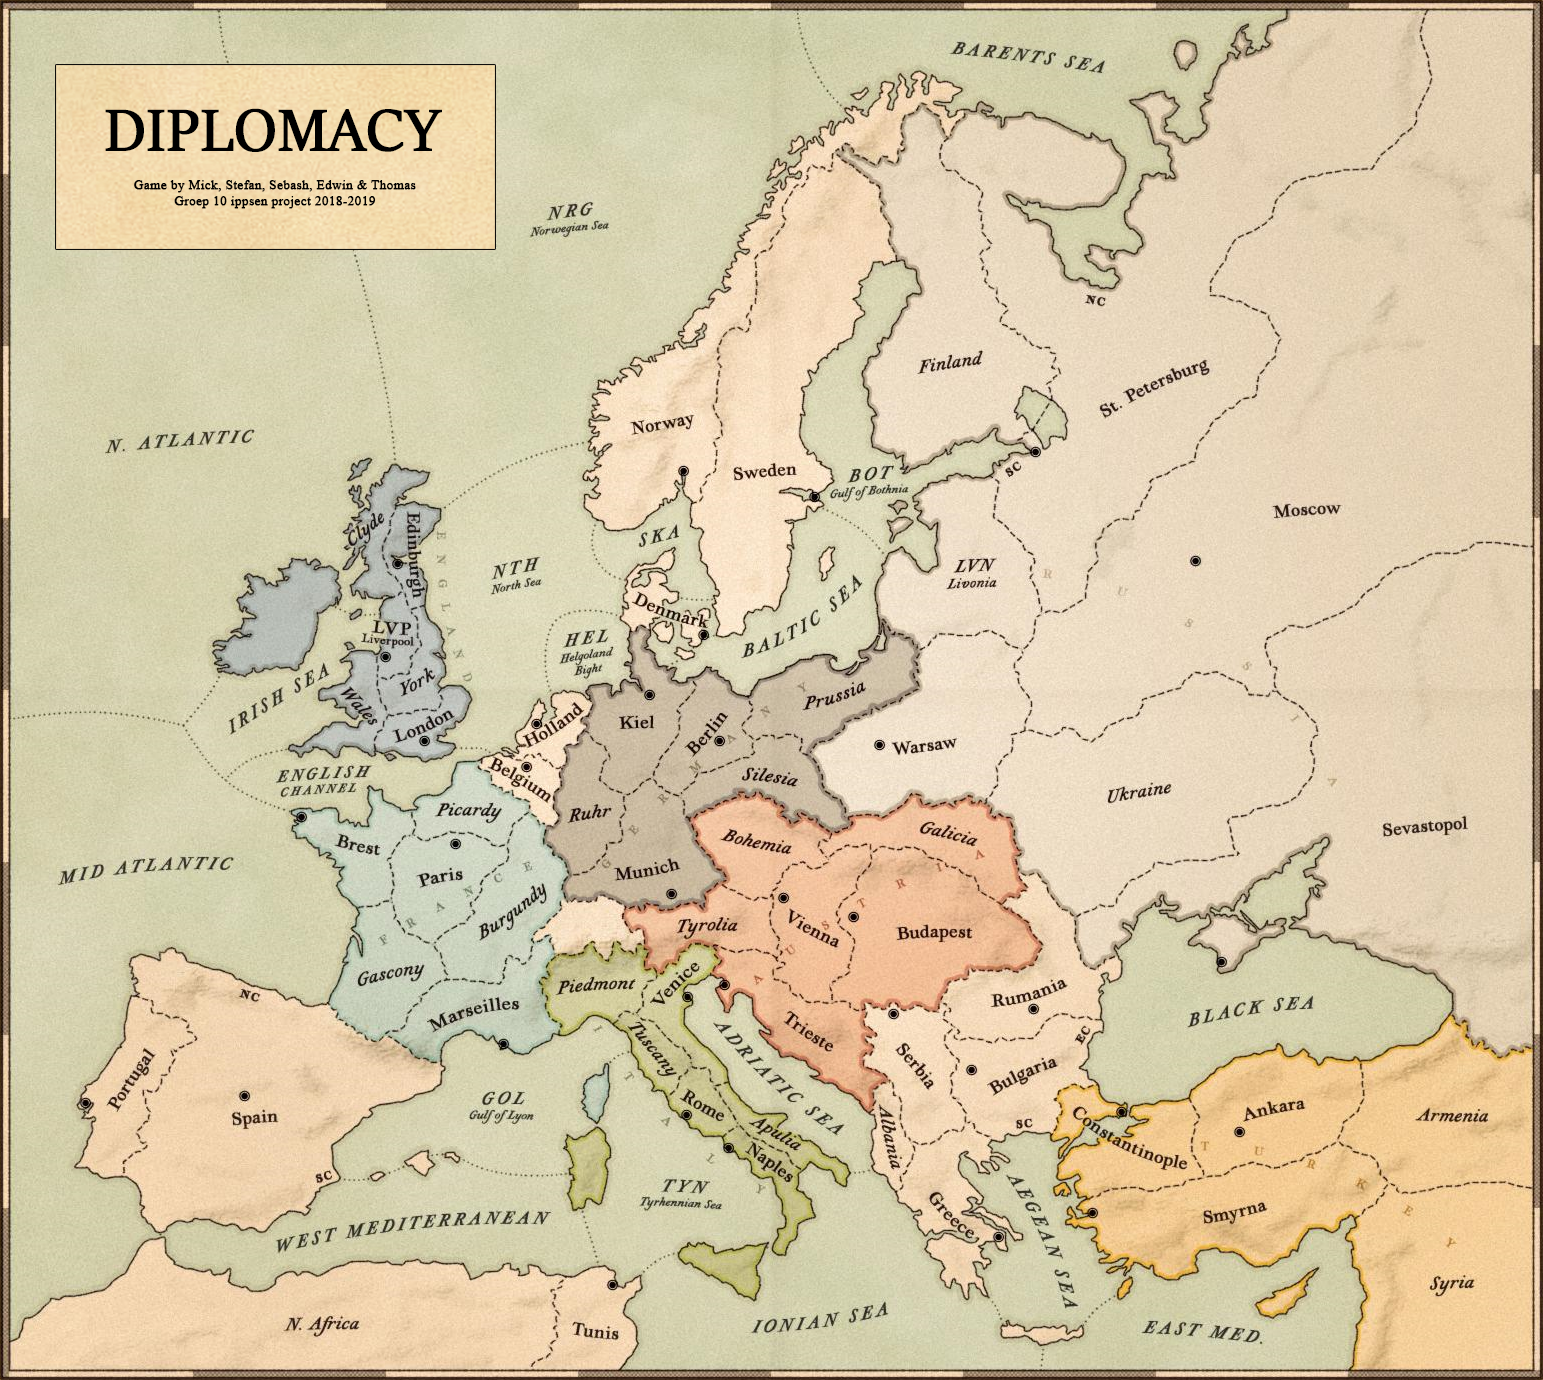 DIPLOMACY
Game by Mick, Stefan, Sebash, Edwin & Thomas
Groep 10 ippsen project 2018-2019
BARENTS SEA
NRG
Norwegian Sea
NC
Finland
St. Petersburg
Norway
N. ATLANTIC
Sweden
BOT
Gulf of Bothnia
SC
Moscow
Clyde
Edinburgh
SKA
NTH
North Sea
LVN
Livonia
ENGLAND
RUSSIA
Denmark
BALTIC SEA
LVP
Liverpool
HEL
Helgoland
Bight
IRISH SEA
Wales
York
London
Holland
Kiel
Berlin
Prussia
GERMANY
Warsaw
ENGLISH
CHANNEL
Belgium
Silesia
Ukraine
Picardy
Ruhr
Bohemia
Galicia
Sevastopol
Brest
MID ATLANTIC
Paris
Munich
FRANCE
Burgundy
Tyrolia
Vienna
Budapest
AUSTRIA
Gascony
Piedmont
Venice
Rumania
NC
Marseilles
BLACK SEA
Trieste
EC
Tuscany
ADRIATIC SEA
Serbia
Bulgaria
Portugal
Spain
GOL
Gulf of Lyon
ITALY
Rome
Apulia
Albania
SC
Constantinople
Ankara
Armenia
TURKEY
Naples
SC
TYN
Tyrrhennian Sea
Greece
AEGEAN SEA
Smyrna
WEST MEDITERRANEAN
Syria
N. Africa
Tunis
IONIAN SEA
EAST MED.